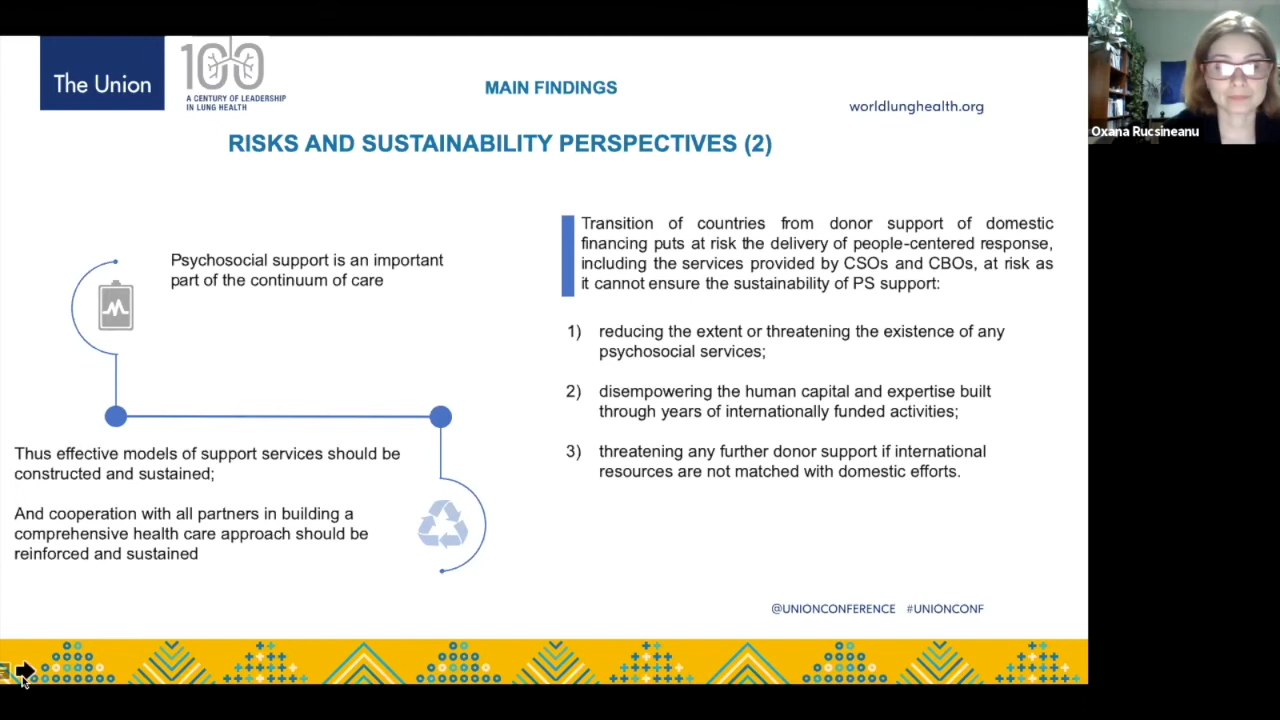 The Union
100
A CENTURY OF LEADERSHIP
IN LUNG HEALTH
MAIN FINDINGS
worldlunghealth.org
RISKS AND SUSTAINABILITY PERSPECTIVES (2)
Oxana Rucsineanu
Psychosocial support is an important
part of the continuum of care
Thus effective models of support services should be
constructed and sustained;
And cooperation with all partners in building a
comprehensive health care approach should be
reinforced and sustained
Transition of countries from donor support of domestic
financing puts at risk the delivery of people-centered response,
including the services provided by CSOs and CBOs, at risk as
it cannot ensure the sustainability of PS support:
1) reducing the extent or threatening the existence of any
psychosocial services;
2) disempowering the human capital and expertise built
through years of internationally funded activities;
3) threatening any further donor support if international
resources are not matched with domestic efforts.
@UNIONCONFERENCE #UNIONCONF